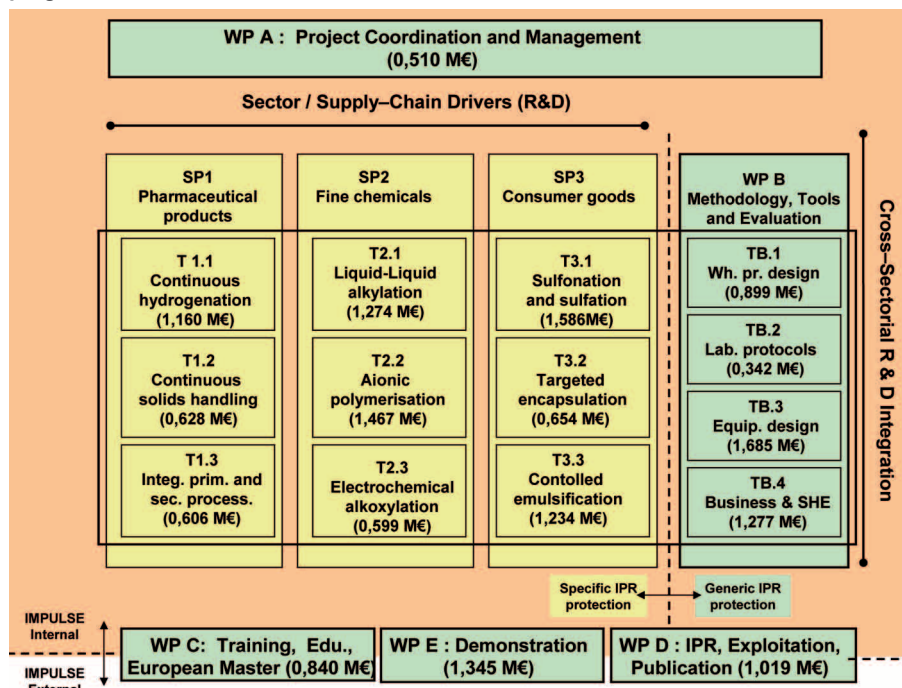 WP A : Project Coordination and Management
(0,510 M€)
Sector / Supply–Chain Drivers (R&D)
SP1
Pharmaceutical
products
T 1.1
Continuous
hydrogenation
(1,160 M€)
T1.2
Continuous
solids handling
(0,628 M€)
T1.3
Integ. prim. and
sec. process.
(0,606 M€)
SP2
Fine chemicals
T2.1
Liquid-Liquid
alkylation
(1,274 M€)
T2.2
Aionic
polymerisation
(1,467 M€)
T2.3
Electrochemical
alkoxylation
(0,599 M€)
SP3
Consumer goods
T3.1
Sulfonation
and sulfation
(1,586M€)
T3.2
Targeted
encapsulation
(0,654 M€)
T3.3
Contolled
emulsification
(1,234 M€)
WP B
Methodology, Tools
and Evaluation
TB.1
Wh. pr. design
(0,899 M€)
TB.2
Lab. protocols
(0,342 M€)
TB.3
Equip. design
(1,685 M€)
TB.4
Business & SHE
(1,277 M€)
Cross–Sectorial R & D Integration
Specific IPR
protection
Generic IPR
protection
IMPULSE
Internal
IMPULSE
External
WP C: Training, Edu.,
European Master (0,840 M€)
WP E : Demonstration
(1,345 M€)
WP D : IPR, Exploitation,
Publication (1,019 M€)